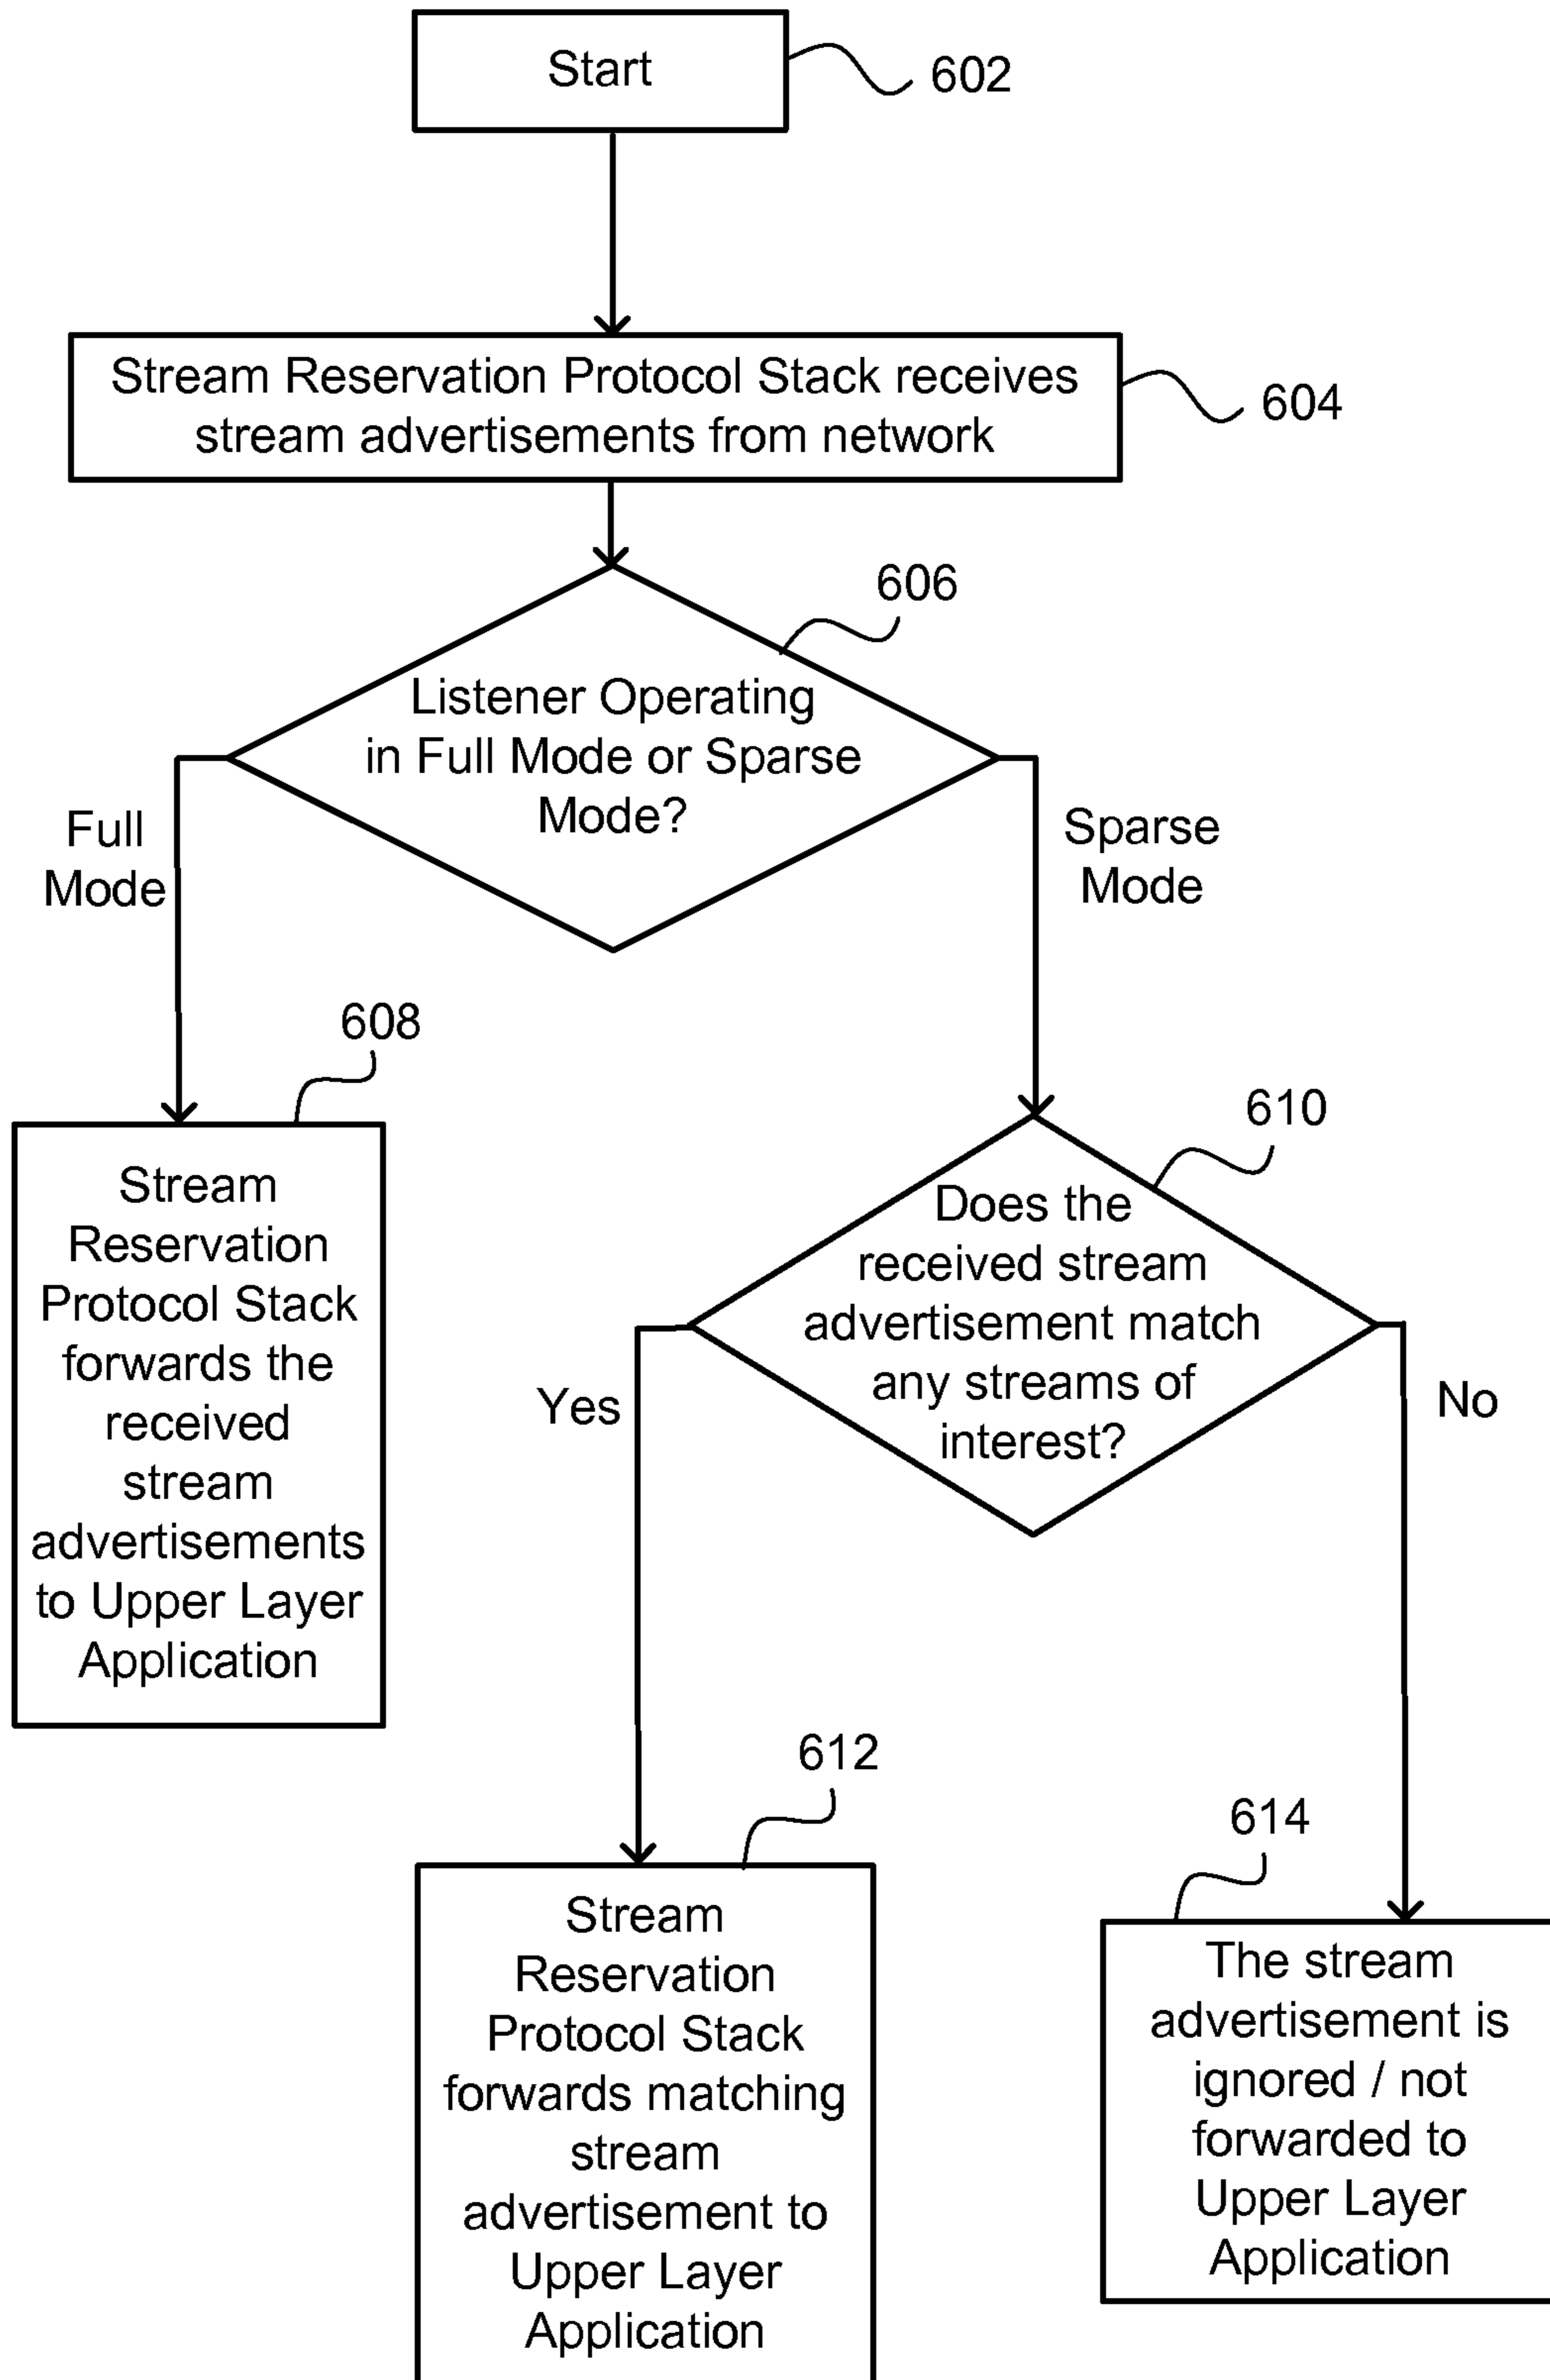 Start
602
Stream Reservation Protocol Stack receives
stream advertisements from network
604
606
Listener Operating
in Full Mode or Sparse
Mode?
Full
Mode
Sparse
Mode
608
Stream
Reservation
Protocol Stack
forwards the
received
stream
advertisements
to Upper Layer
Application
610
Does the
received stream
advertisement match
any streams of
interest?
Yes
No
612
Stream
Reservation
Protocol Stack
forwards matching
stream
advertisement to
Upper Layer
Application
614
The stream
advertisement is
ignored / not
forwarded to
Upper Layer
Application